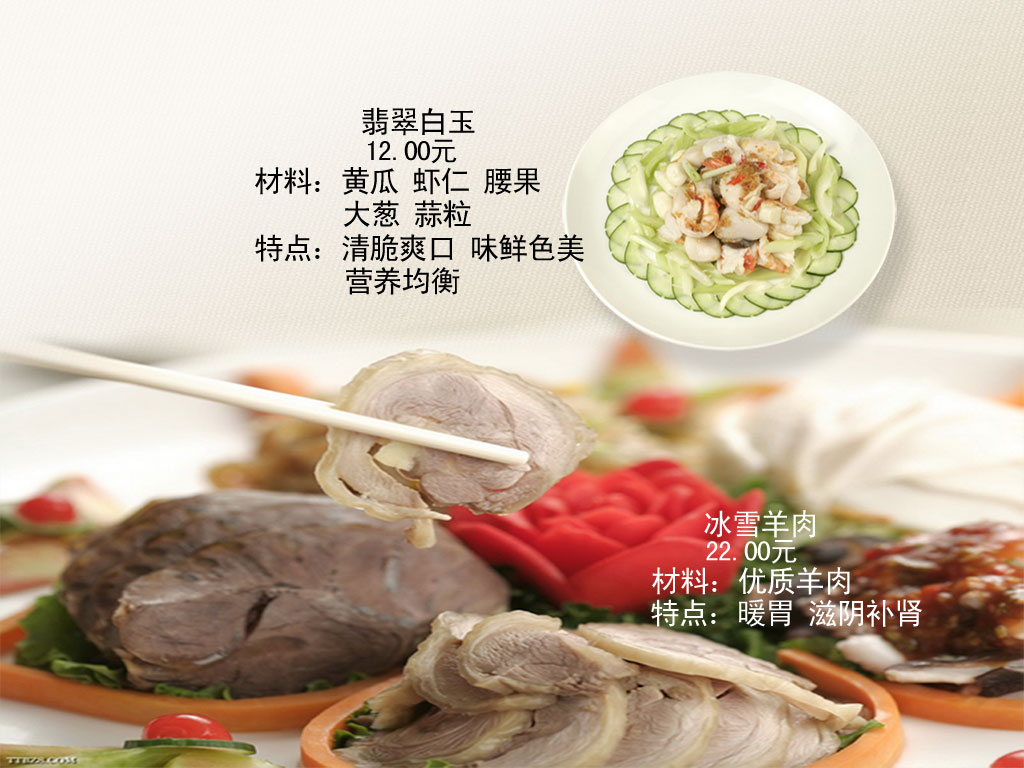 翡翠白玉
12.00元
材料：黄瓜 虾仁 腰果
大葱 蒜粒
特点：清脆爽口 味鲜色美
营养均衡
冰雪羊肉
22.00元
材料：优质羊肉
特点：暖胃 滋阴补肾